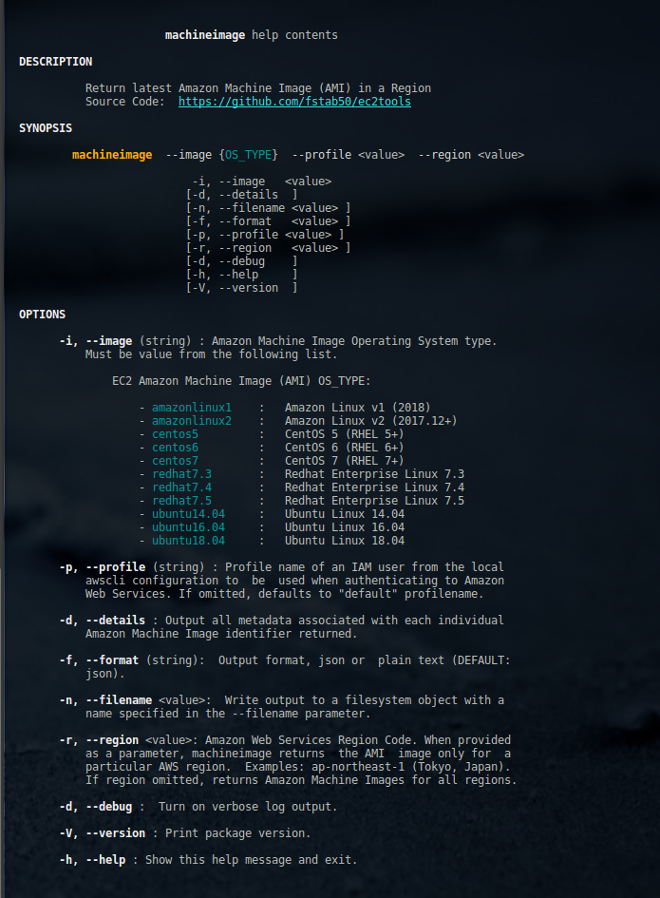 machineimage help contents
DESCRIPTION
Return latest Amazon Machine Image (AMI) in a Region
Source Code:  https://github.com/fstab50/ec2tools
SYNOPSIS
machineimage  --image {OS_TYPE}  --profile <value>  --region <value>
-i, --image   <value>
[-d, --details  ]
[-n, --filename <value> ]
[-f, --format   <value> ]
[-p, --profile <value> ]
[-r, --region   <value> ]
[-d, --debug    ]
[-h, --help     ]
[-V, --version  ]
OPTIONS
-i, --image (string) : Amazon Machine Image Operating System type.
Must be value from the following list.
EC2 Amazon Machine Image (AMI) OS_TYPE:
- amazonlinux1    :   Amazon Linux v1 (2018)
- amazonlinux2    :   Amazon Linux v2 (2017.12+)
- centos5         :   CentOS 5 (RHEL 5+)
- centos6         :   CentOS 6 (RHEL 6+)
- centos7         :   CentOS 7 (RHEL 7+)
- redhat7.3       :   Redhat Enterprise Linux 7.3
- redhat7.4       :   Redhat Enterprise Linux 7.4
- redhat7.5       :   Redhat Enterprise Linux 7.5
- ubuntu14.04     :   Ubuntu Linux 14.04
- ubuntu16.04     :   Ubuntu Linux 16.04
- ubuntu18.04     :   Ubuntu Linux 18.04
-p, --profile (string) : Profile name of an IAM user from the local
awscli configuration to  be  used when authenticating to Amazon
Web Services. If omitted, defaults to "default" profilename.
-d, --details : Output all metadata associated with each individual
Amazon Machine Image identifier returned.
-f, --format (string):  Output format, json or  plain text (DEFAULT:
json).
-n, --filename <value>:  Write output to a filesystem object with a
name specified in the --filename parameter.
-r, --region <value>: Amazon Web Services Region Code. When provided
as a parameter, machineimage returns  the AMI  image only for  a
particular AWS region.  Examples: ap-northeast-1 (Tokyo, Japan).
If region omitted, returns Amazon Machine Images for all regions.
-d, --debug :  Turn on verbose log output.
-V, --version : Print package version.
-h, --help : Show this help message and exit.